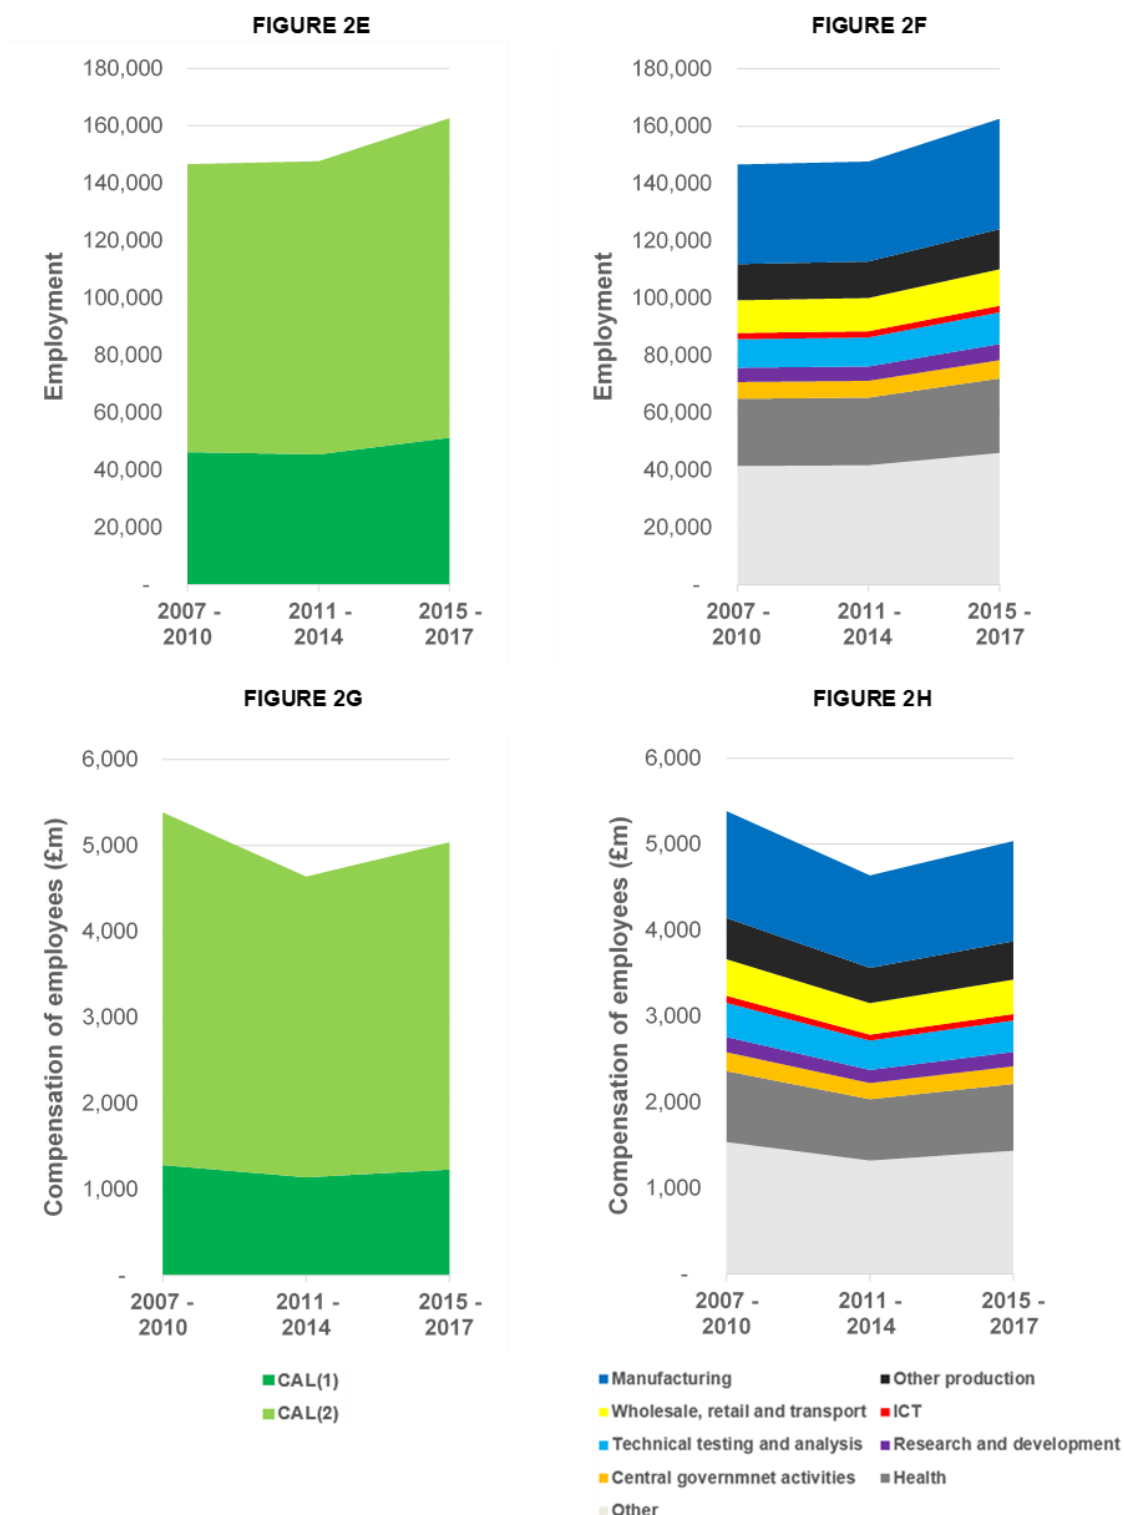 FIGURE 2E
180,000
160,000
140,000
120,000
100,000
80,000
60,000
40,000
20,000
-
Employment
2007 - 2011 - 2015 -
2010 2014 2017
FIGURE 2F
180,000
160,000
140,000
120,000
100,000
80,000
60,000
40,000
20,000
-
Employment
2007 - 2011 - 2015 -
2010 2014 2017
FIGURE 2G
6,000
5,000
4,000
3,000
2,000
1,000
-
Compensation of employees (£m)
2007 - 2011 - 2015 -
2010 2014 2017
CAL(1)
CAL(2)
FIGURE 2H
6,000
5,000
4,000
3,000
2,000
1,000
-
Compensation of employees (£m)
2007 - 2011 - 2015 -
2010 2014 2017
Manufacturing Other production
Wholesale, retail and transport ICT
Technical testing and analysis Research and development
Central governmnet activities Health
Other